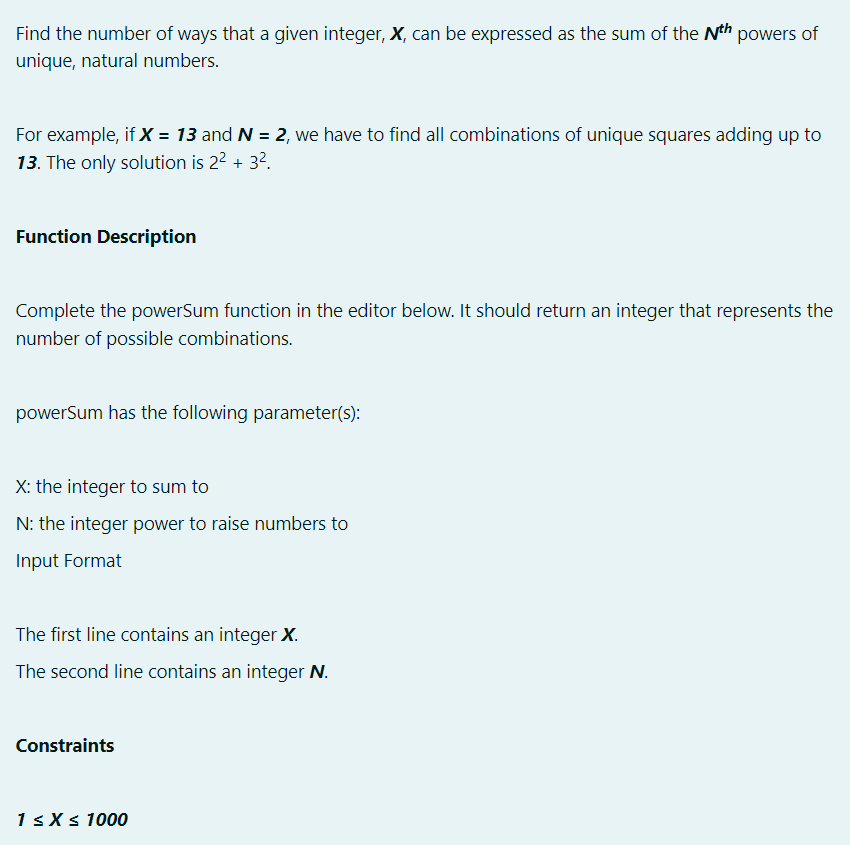 Find the number of ways that a given integer, X, can be expressed as the sum of the Nth powers of
unique, natural numbers.
For example, if X = 13 and N = 2, we have to find all combinations of unique squares adding up to
13. The only solution is 2² + 3².
Function Description
Complete the powerSum function in the editor below. It should return an integer that represents the
number of possible combinations.
powerSum has the following parameter(s):
X: the integer to sum to
N: the integer power to raise numbers to
Input Format
The first line contains an integer X.
The second line contains an integer N.
Constraints
1 ≤ X ≤ 1000